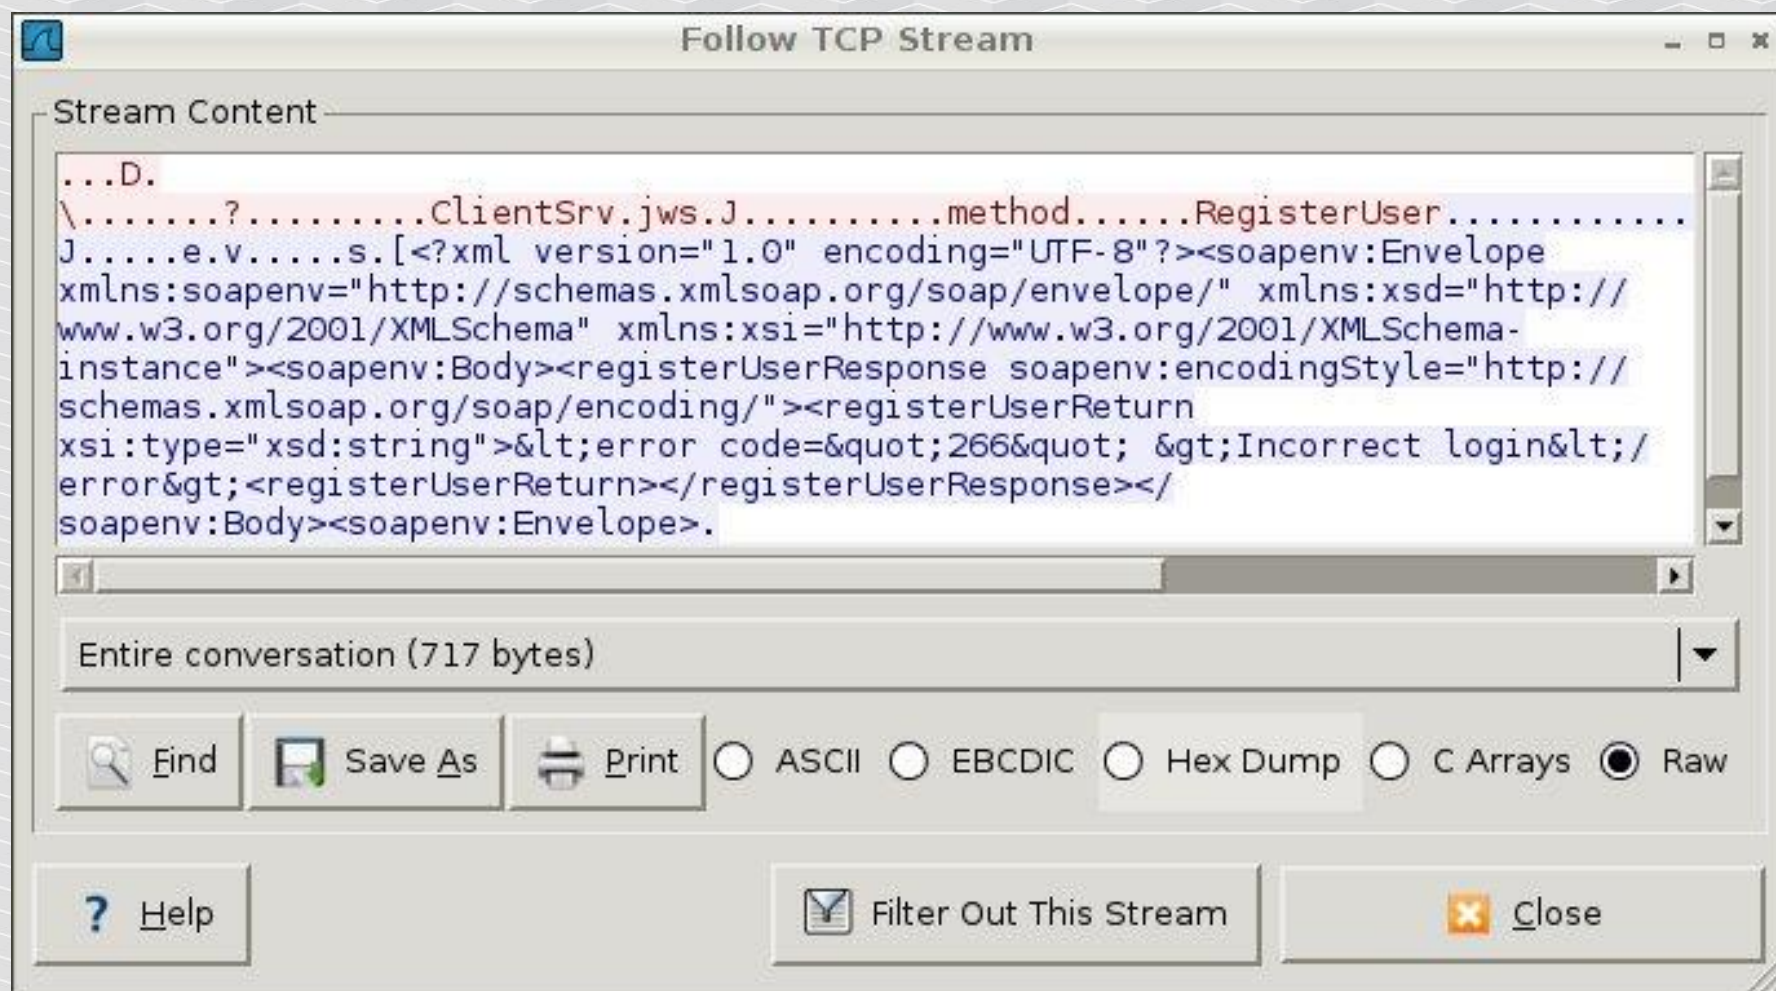 Follow TCP Stream
Stream Content
...D.
\.......?.........ClientSrv.jws.J..........method......RegisterUser............
J.....e.v.....s.[<?xml version="1.0" encoding="UTF-8"?><soapenv:Envelope
xmlns:soapenv="http://schemas.xmlsoap.org/soap/envelope/" xmlns:xsd="http://
www.w3.org/2001/XMLSchema" xmlns:xsi="http://www.w3.org/2001/XMLSchema-
instance"><soapenv:Body><registerUserResponse soapenv:encodingStyle="http://
schemas.xmlsoap.org/soap/encoding/"><registerUserReturn
xsi:type="xsd:string">&lt;error code=&quot;266&quot; &gt;Incorrect login&lt;/
error&gt;<registerUserReturn></registerUserResponse></
soapenv:Body><soapenv:Envelope>.
Entire conversation (717 bytes)
Find Save As Print ASCII EBCDIC Hex Dump C Arrays Raw
? Help Filter Out This Stream Close